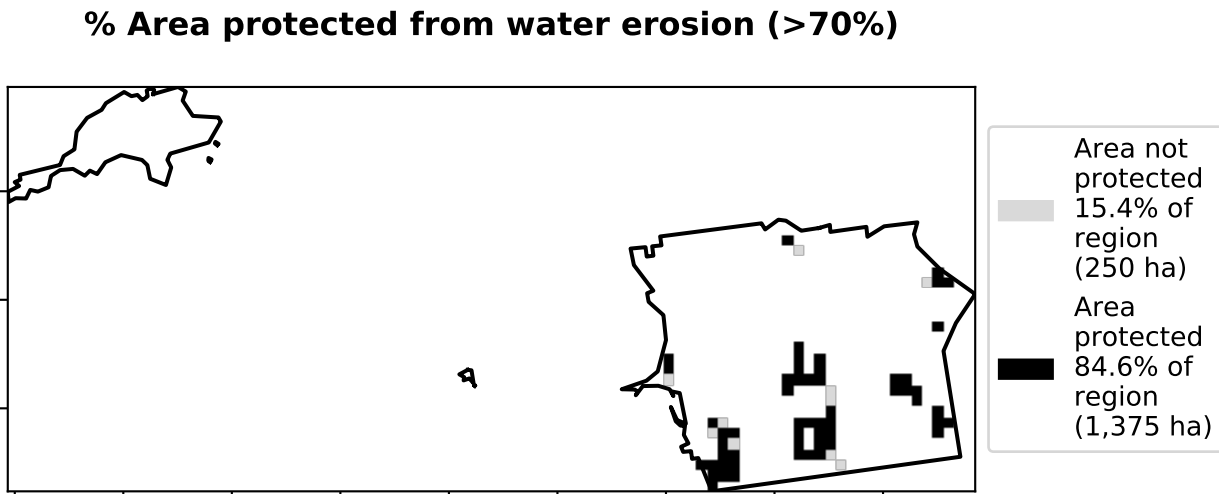 % Area protected from water erosion (>70%)
Area not
protected
15.4% of
region
(250 ha)
Area
protected
84.6% of
region
(1,375 ha)